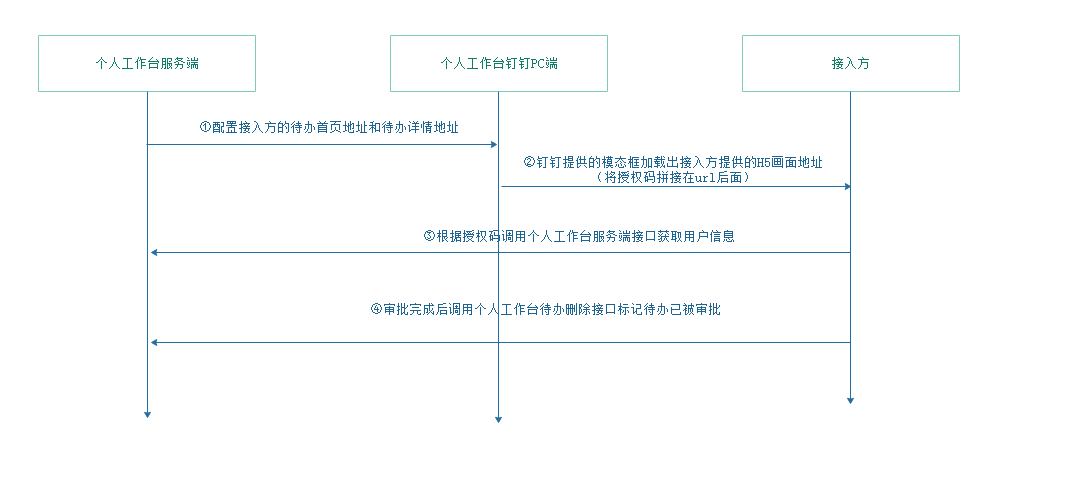 个人工作台服务端
个人工作台钉钉PC端
接入方
①配置接入方的待办首页地址和待办详情地址
②钉钉提供的模态框加载出接入方提供的H5画面地址
（将授权码拼接在url后面）
③根据授权码调用个人工作台服务端接口获取用户信息
④审批完成后调用个人工作台待办删除接口标记待办已被审批